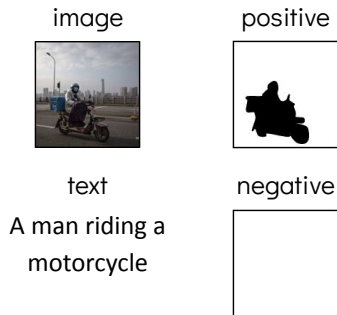 image
positive
text
negative
A man riding a
motorcycle